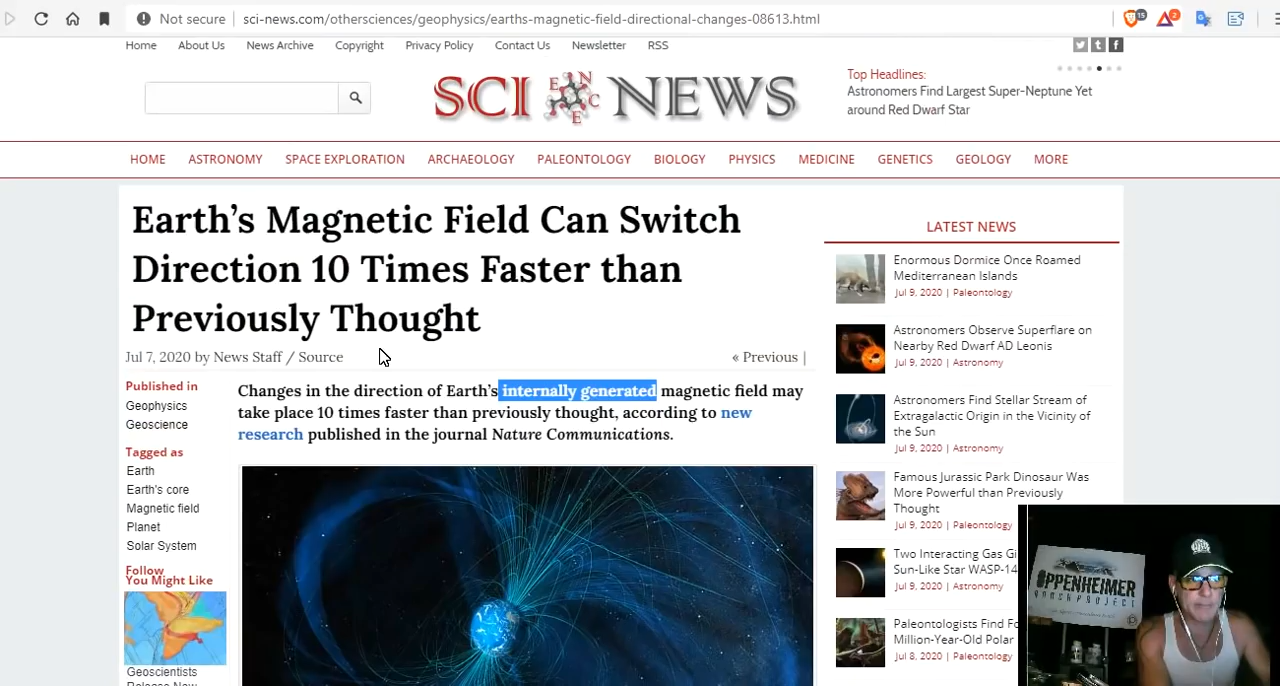 Not secure
sci-news.com/othersciences/geophysics/earths-magnetic-field-directional-changes-08613.html
15
2
Home
About Us
News Archive
Copyright
Privacy Policy
Contact Us
Newsletter
RSS
SCI ENCE NEWS
Top Headlines:
Astronomers Find Largest Super-Neptune Yet
around Red Dwarf Star
HOME
ASTRONOMY
SPACE EXPLORATION
ARCHAEOLOGY
PALEONTOLOGY
BIOLOGY
PHYSICS
MEDICINE
GENETICS
GEOLOGY
MORE
Earth’s Magnetic Field Can Switch
Direction 10 Times Faster than
Previously Thought
Jul 7, 2020 by News Staff / Source
« Previous |
Published in
Geophysics
Geoscience
Tagged as
Earth
Earth's core
Magnetic field
Planet
Solar System
Follow
You Might Like
Geoscientists
Changes in the direction of Earth’s internally generated magnetic field may
take place 10 times faster than previously thought, according to new
research published in the journal Nature Communications.
LATEST NEWS
Enormous Dormice Once Roamed
Mediterranean Islands
Jul 9, 2020 | Paleontology
Astronomers Observe Superflare on
Nearby Red Dwarf AD Leonis
Jul 9, 2020 | Astronomy
Astronomers Find Stellar Stream of
Extragalactic Origin in the Vicinity of
the Sun
Jul 9, 2020 | Astronomy
Famous Jurassic Park Dinosaur Was
More Powerful than Previously
Thought
Jul 9, 2020 | Paleontology
Two Interacting Gas Gi
Sun-Like Star WASP-14
Jul 9, 2020 | Astronomy
Paleontologists Find Fo
Million-Year-Old Polar
Jul 8, 2020 | Paleontology
OPPENHEIMER
RANCH PROJECT